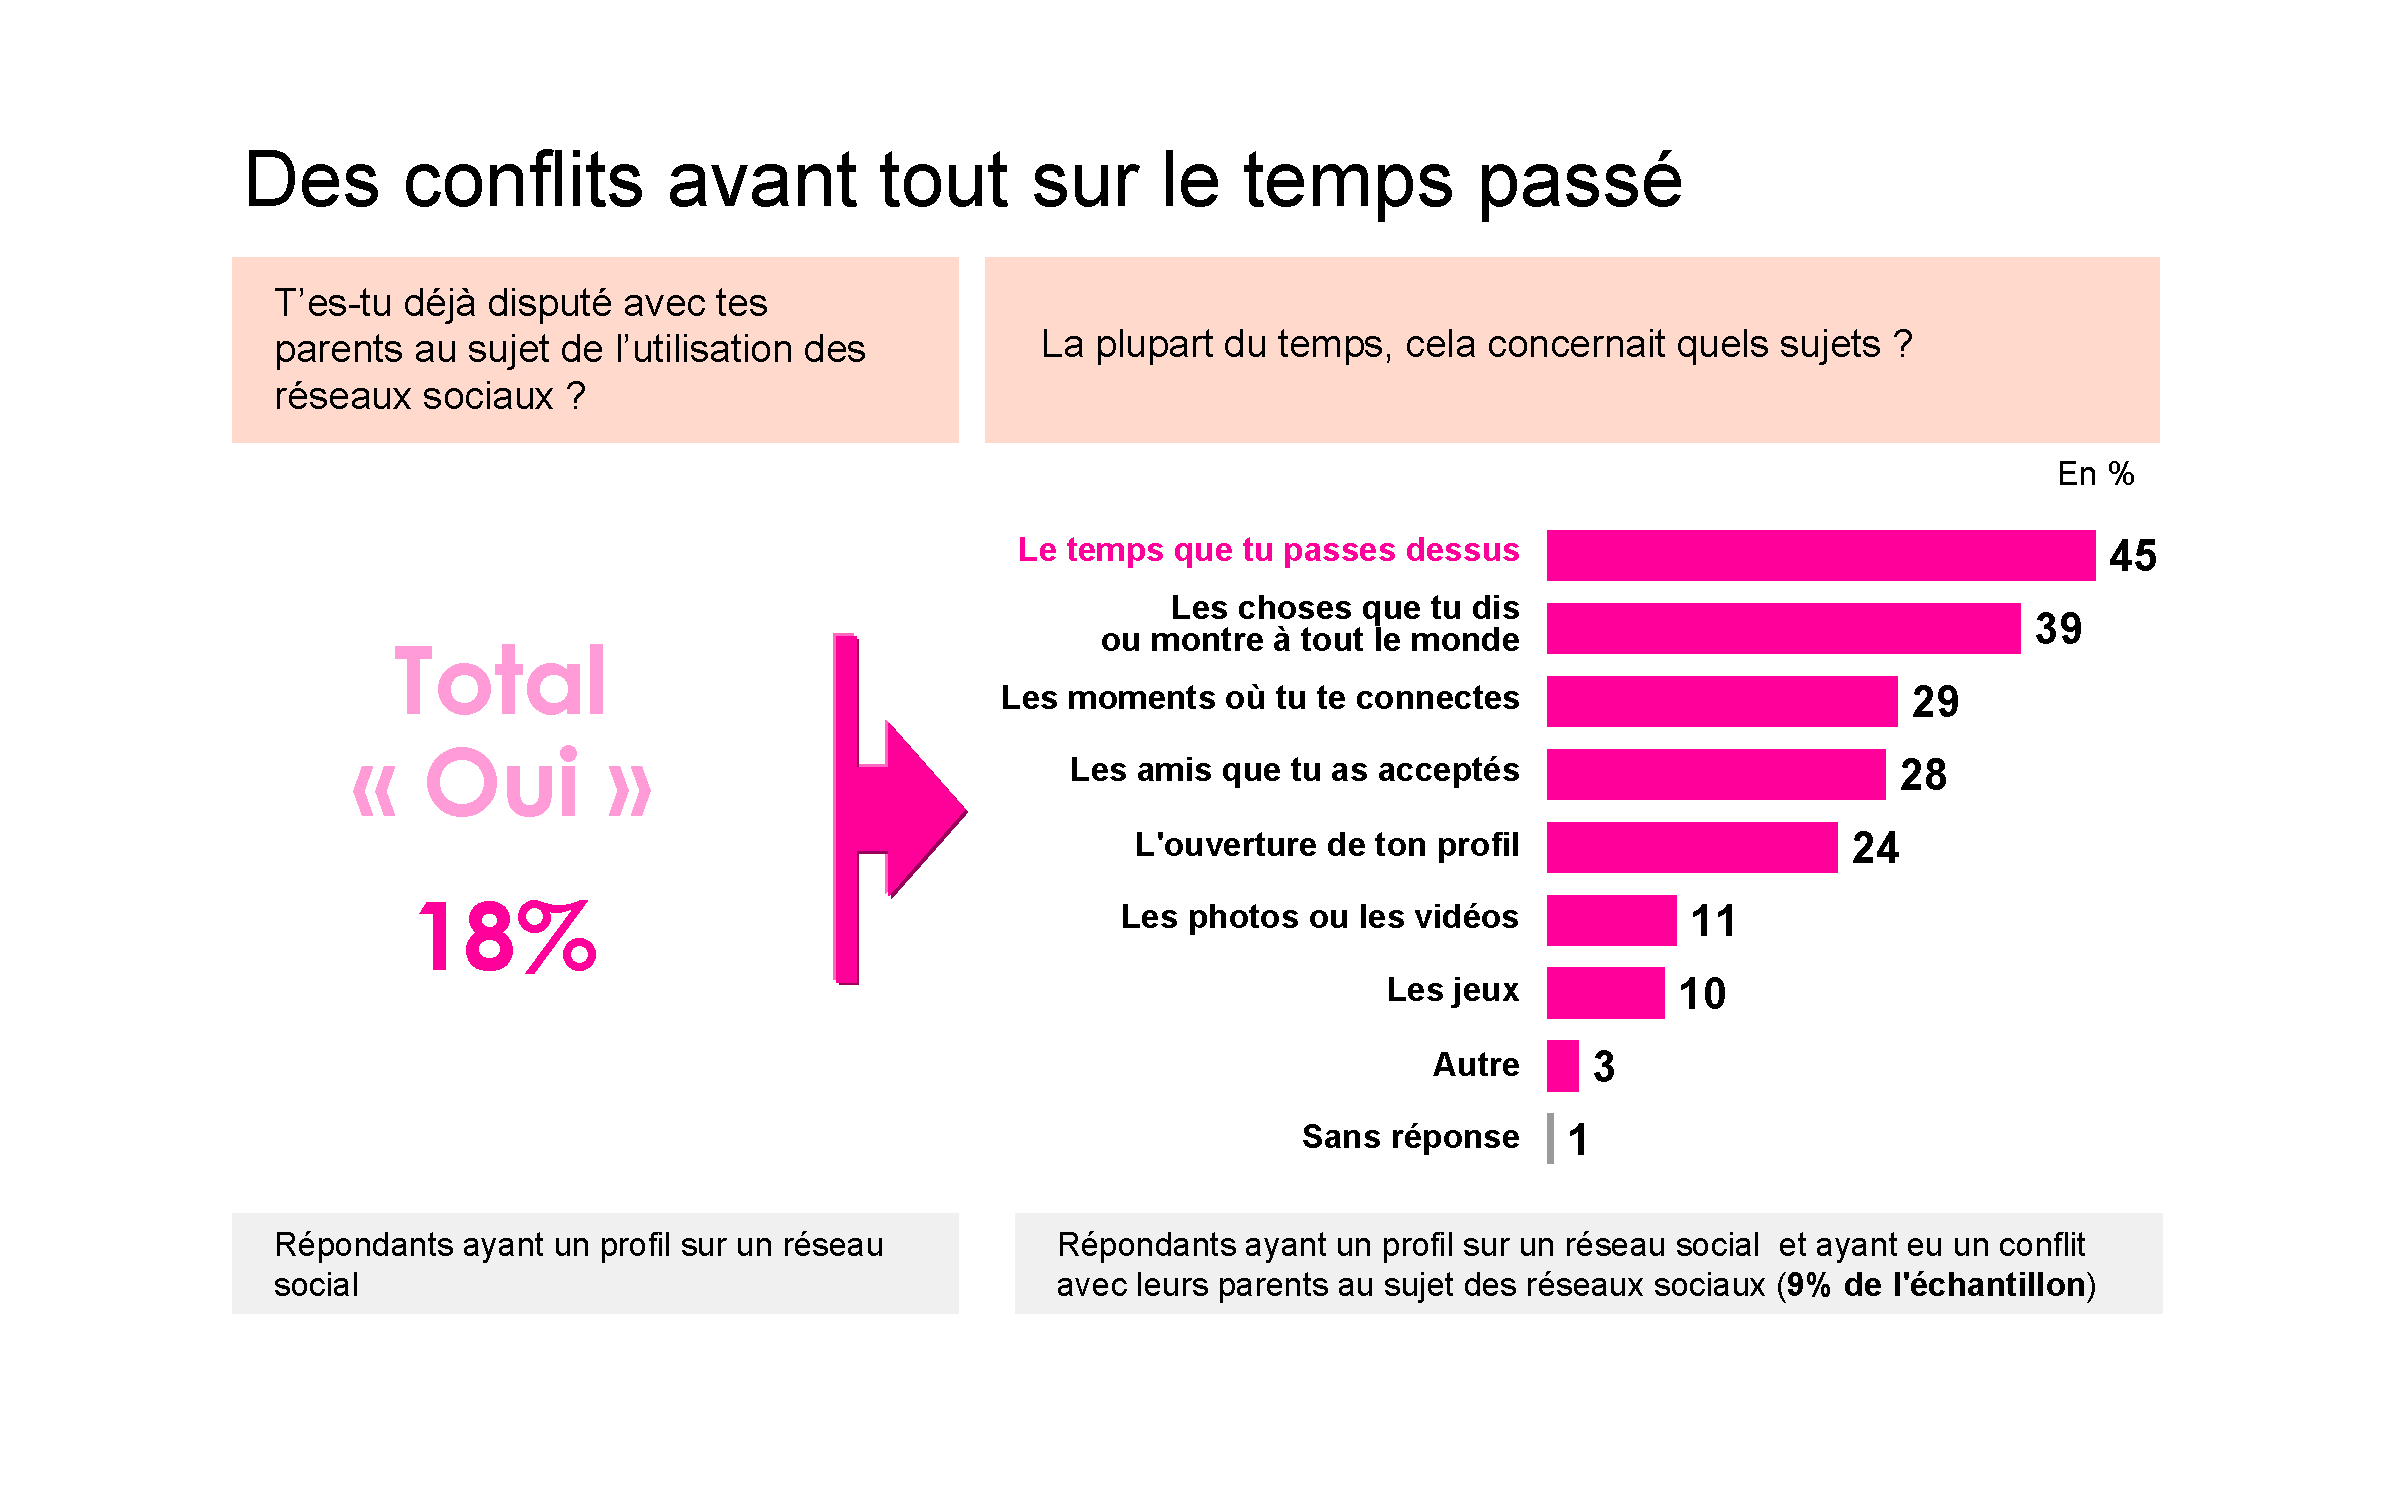 Des conflits avant tout sur le temps passé
T’es-tu déjà disputé avec tes
parents au sujet de l’utilisation des
réseaux sociaux ?
La plupart du temps, cela concernait quels sujets ?
En %
Total
« Oui »
18%
Le temps que tu passes dessus 45
Les choses que tu dis
ou montre à tout le monde 39
Les moments où tu te connectes 29
Les amis que tu as acceptés 28
L'ouverture de ton profil 24
Les photos ou les vidéos 11
Les jeux 10
Autre 3
Sans réponse 1
Répondants ayant un profil sur un réseau
social
Répondants ayant un profil sur un réseau social et ayant eu un conflit
avec leurs parents au sujet des réseaux sociaux (9% de l'échantillon)